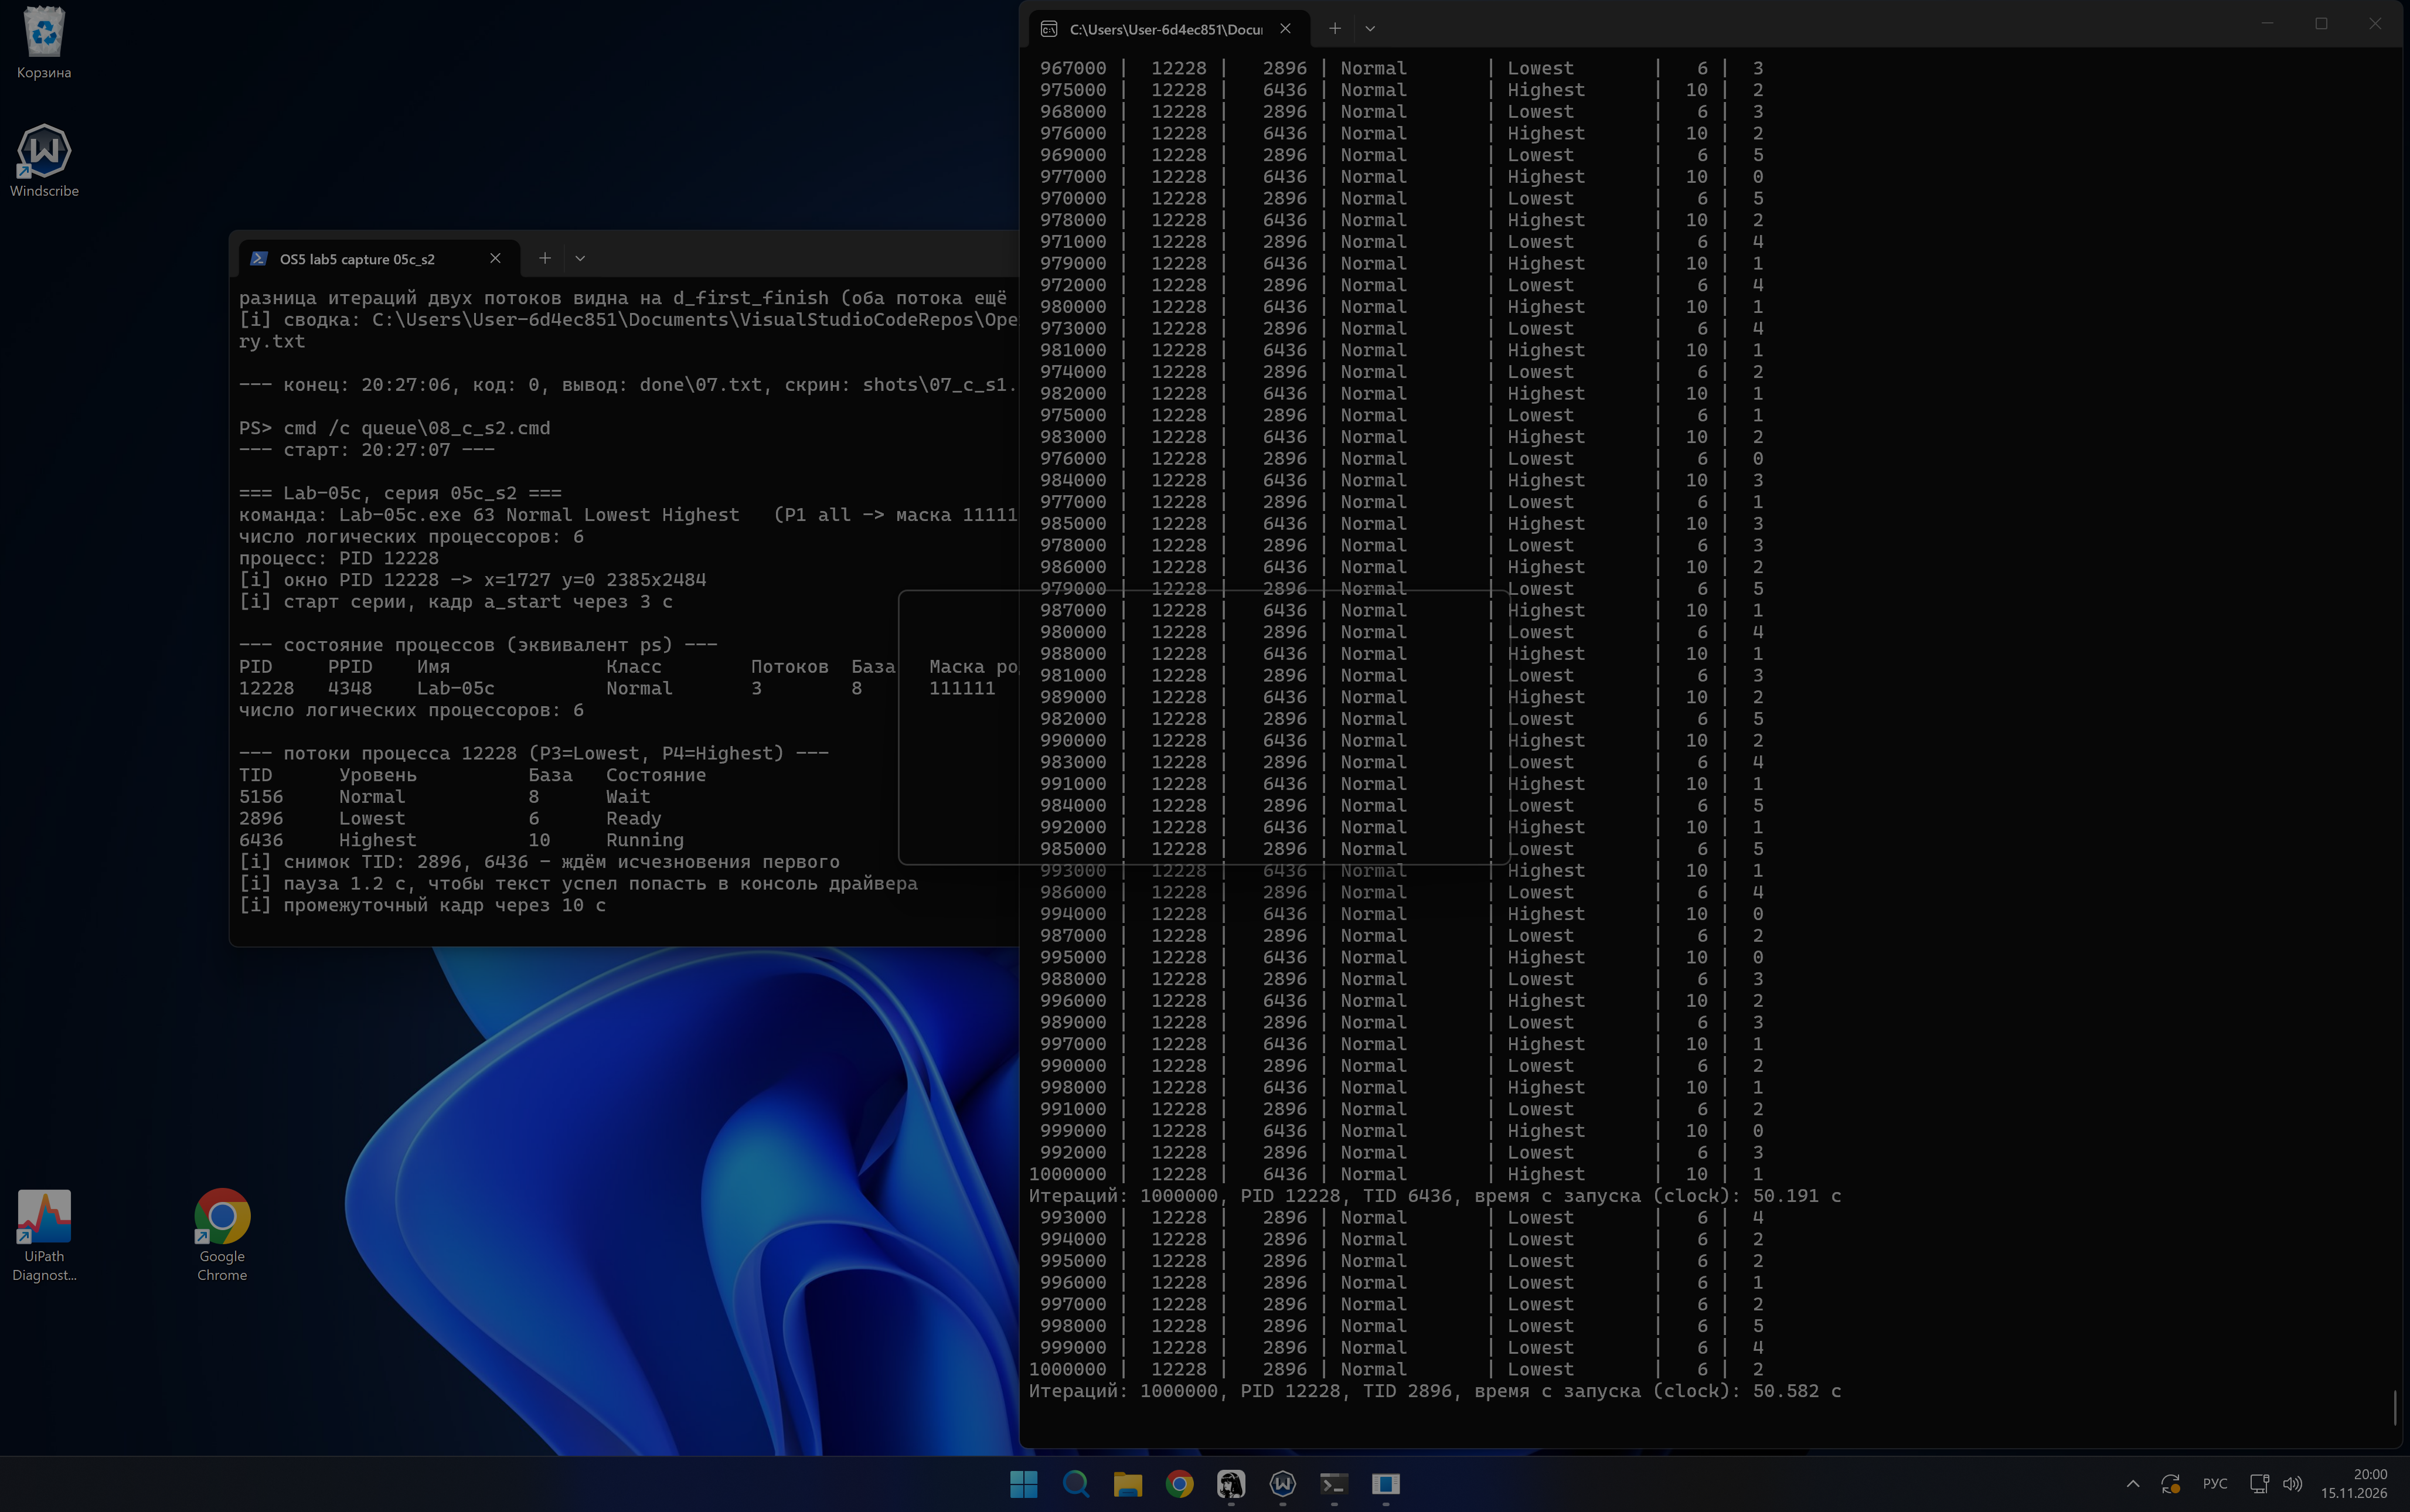 Корзина
Windscribe
UiPath
Diagnost...
Google
Chrome
OS5 lab5 capture 05c_s2
разница итераций двух потоков видна на d_first_finish (оба потока ещё
[i] сводка: C:\Users\User-6d4ec851\Documents\VisualStudioCodeRepos\Ope
ry.txt
--- конец: 20:27:06, код: 0, вывод: done\07.txt, скрин: shots\07_c_s1.
PS> cmd /c queue\08_c_s2.cmd
--- старт: 20:27:07 ---
=== Lab-05c, серия 05c_s2 ===
команда: Lab-05c.exe 63 Normal Lowest Highest   (P1 all -> маска 11111
число логических процессоров: 6
процесс: PID 12228
[i] окно PID 12228 -> x=1727 y=0 2385x2484
[i] старт серии, кадр a_start через 3 с
--- состояние процессов (эквивалент ps) ---
PID     PPID    Имя              Класс        Потоков  База   Маска ро
12228   4348    Lab-05c          Normal       3        8      111111
число логических процессоров: 6
--- потоки процесса 12228 (P3=Lowest, P4=Highest) ---
TID      Уровень          База   Состояние
5156     Normal           8      Wait
2896     Lowest           6      Ready
6436     Highest          10     Running
[i] снимок TID: 2896, 6436 - ждём исчезновения первого
[i] пауза 1.2 с, чтобы текст успел попасть в консоль драйвера
[i] промежуточный кадр через 10 с
C:\Users\User-6d4ec851\Docu
967000 | 12228 | 2896 | Normal | Lowest | 6 | 3
975000 | 12228 | 6436 | Normal | Highest | 10 | 2
968000 | 12228 | 2896 | Normal | Lowest | 6 | 3
976000 | 12228 | 6436 | Normal | Highest | 10 | 2
969000 | 12228 | 2896 | Normal | Lowest | 6 | 5
977000 | 12228 | 6436 | Normal | Highest | 10 | 0
970000 | 12228 | 2896 | Normal | Lowest | 6 | 5
978000 | 12228 | 6436 | Normal | Highest | 10 | 2
971000 | 12228 | 2896 | Normal | Lowest | 6 | 4
979000 | 12228 | 6436 | Normal | Highest | 10 | 1
972000 | 12228 | 2896 | Normal | Lowest | 6 | 4
980000 | 12228 | 6436 | Normal | Highest | 10 | 1
973000 | 12228 | 2896 | Normal | Lowest | 6 | 4
981000 | 12228 | 6436 | Normal | Highest | 10 | 1
974000 | 12228 | 2896 | Normal | Lowest | 6 | 2
982000 | 12228 | 6436 | Normal | Highest | 10 | 1
975000 | 12228 | 2896 | Normal | Lowest | 6 | 1
983000 | 12228 | 6436 | Normal | Highest | 10 | 2
976000 | 12228 | 2896 | Normal | Lowest | 6 | 0
984000 | 12228 | 6436 | Normal | Highest | 10 | 3
977000 | 12228 | 2896 | Normal | Lowest | 6 | 1
985000 | 12228 | 6436 | Normal | Highest | 10 | 3
978000 | 12228 | 2896 | Normal | Lowest | 6 | 3
986000 | 12228 | 6436 | Normal | Highest | 10 | 2
979000 | 12228 | 2896 | Normal | Lowest | 6 | 5
987000 | 12228 | 6436 | Normal | Highest | 10 | 1
980000 | 12228 | 2896 | Normal | Lowest | 6 | 4
988000 | 12228 | 6436 | Normal | Highest | 10 | 1
981000 | 12228 | 2896 | Normal | Lowest | 6 | 3
989000 | 12228 | 6436 | Normal | Highest | 10 | 2
982000 | 12228 | 2896 | Normal | Lowest | 6 | 5
990000 | 12228 | 6436 | Normal | Highest | 10 | 2
983000 | 12228 | 2896 | Normal | Lowest | 6 | 4
991000 | 12228 | 6436 | Normal | Highest | 10 | 1
984000 | 12228 | 2896 | Normal | Lowest | 6 | 5
992000 | 12228 | 6436 | Normal | Highest | 10 | 1
985000 | 12228 | 2896 | Normal | Lowest | 6 | 5
993000 | 12228 | 6436 | Normal | Highest | 10 | 1
986000 | 12228 | 2896 | Normal | Lowest | 6 | 4
994000 | 12228 | 6436 | Normal | Highest | 10 | 0
987000 | 12228 | 2896 | Normal | Lowest | 6 | 2
995000 | 12228 | 6436 | Normal | Highest | 10 | 0
988000 | 12228 | 2896 | Normal | Lowest | 6 | 3
996000 | 12228 | 6436 | Normal | Highest | 10 | 2
989000 | 12228 | 2896 | Normal | Lowest | 6 | 3
997000 | 12228 | 6436 | Normal | Highest | 10 | 1
990000 | 12228 | 2896 | Normal | Lowest | 6 | 2
998000 | 12228 | 6436 | Normal | Highest | 10 | 1
991000 | 12228 | 2896 | Normal | Lowest | 6 | 2
999000 | 12228 | 6436 | Normal | Highest | 10 | 0
992000 | 12228 | 2896 | Normal | Lowest | 6 | 3
1000000 | 12228 | 6436 | Normal | Highest | 10 | 1
Итераций: 1000000, PID 12228, TID 6436, время с запуска (clock): 50.191 с
993000 | 12228 | 2896 | Normal | Lowest | 6 | 4
994000 | 12228 | 2896 | Normal | Lowest | 6 | 2
995000 | 12228 | 2896 | Normal | Lowest | 6 | 2
996000 | 12228 | 2896 | Normal | Lowest | 6 | 1
997000 | 12228 | 2896 | Normal | Lowest | 6 | 2
998000 | 12228 | 2896 | Normal | Lowest | 6 | 5
999000 | 12228 | 2896 | Normal | Lowest | 6 | 4
1000000 | 12228 | 2896 | Normal | Lowest | 6 | 2
Итераций: 1000000, PID 12228, TID 2896, время с запуска (clock): 50.582 с
РУС
20:00
15.11.2026